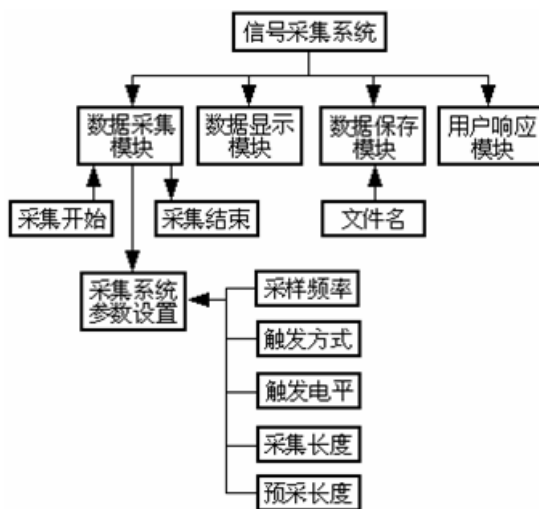 信号采集系统
数据采集
模块
数据显示
模块
数据保存
模块
用户响应
模块
采集开始
采集结束
文件名
采集系统
参数设置
采样频率
触发方式
触发电平
采集长度
预采长度